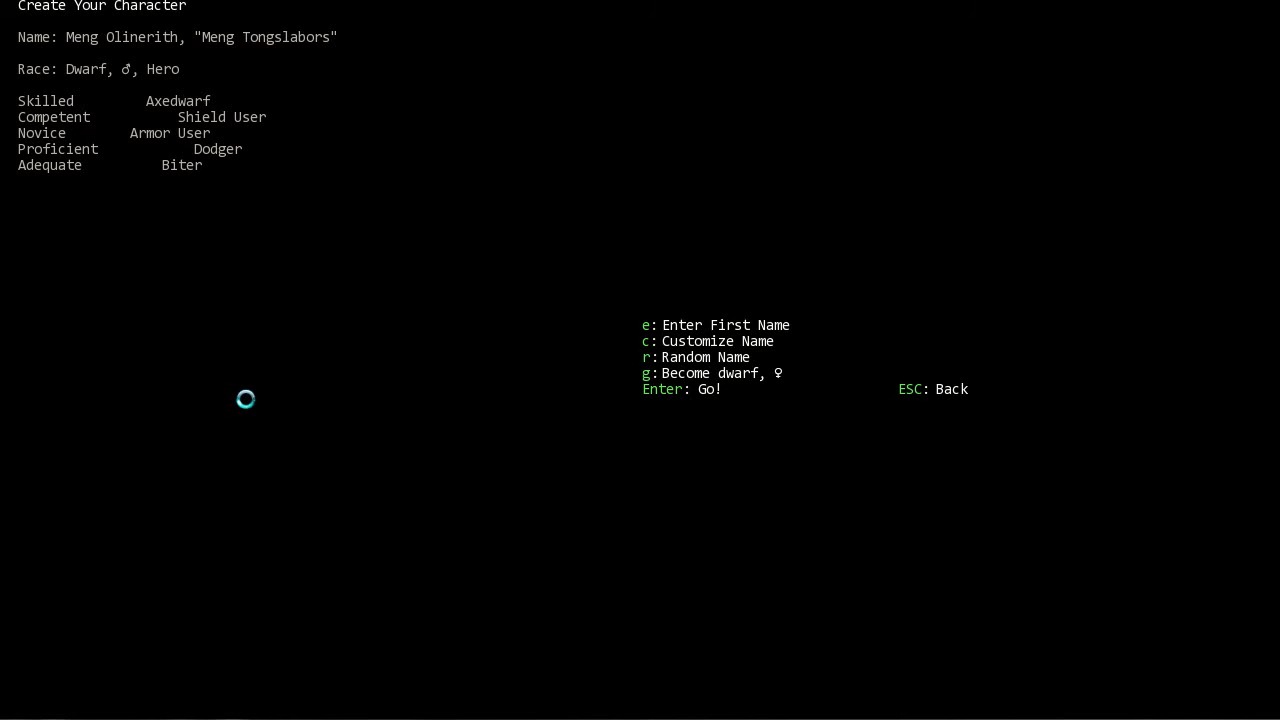 Create Your Character
Name: Meng Olinerith, "Meng Tongslabors"
Race: Dwarf, ♂, Hero
Skilled Axedwarf
Competent Shield User
Novice Armor User
Proficient Dodger
Adequate Biter
e: Enter First Name
c: Customize Name
r: Random Name
g: Become dwarf, ♀
Enter: Go! ESC: Back